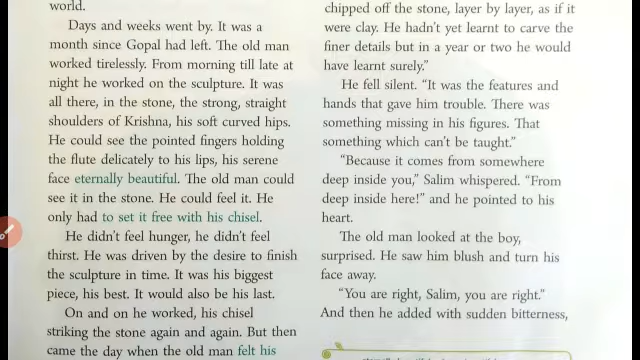 world.
Days and weeks went by. It was a
month since Gopal had left. The old man
worked tirelessly. From morning till late at
night he worked on the sculpture. It was
all there, in the stone, the strong, straight
shoulders of Krishna, his soft curved hips.
He could see the pointed fingers holding
the flute delicately to his lips, his serene
face eternally beautiful. The old man could
see it in the stone. He could feel it. He
only had to set it free with his chisel.
He didn't feel hunger, he didn't feel
thirst. He was driven by the desire to finish
the sculpture in time. It was his biggest
piece, his best. It would also be his last.
On and on he worked, his chisel
striking the stone again and again. But then
came the day when the old man felt his
chipped off the stone, layer by layer, as if it
were clay. He hadn't yet learnt to carve the
finer details but in a year or two he would
have learnt surely."
He fell silent. "It was the features and
hands that gave him trouble. There was
something missing in his figures. That
something which can't be taught."
"Because it comes from somewhere
deep inside you," Salim whispered. "From
deep inside here!" and he pointed to his
heart.
The old man looked at the boy,
surprised. He saw him blush and turn his
face away.
"You are right, Salim, you are right."
And then he added with sudden bitterness,